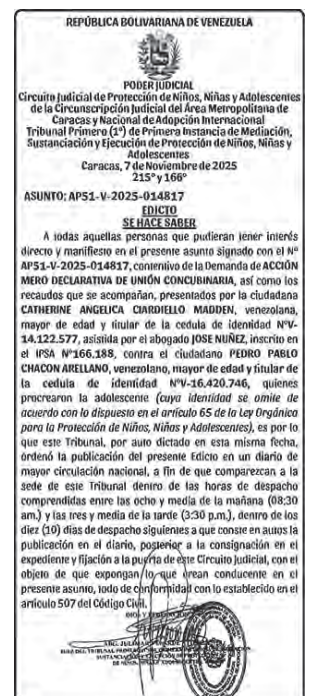 REPÚBLICA BOLIVARIANA DE VENEZUELA
PODER JUDICIAL
Circuito Judicial de Protección de Niños, Niñas y Adolescentes
de la Circunscripción Judicial del Área Metropolitana de
Caracas y Nacional de Adopción Internacional
Tribunal Primero (1º) de Primera Instancia de Mediación,
Sustanciación y Ejecución de Protección de Niños, Niñas y
Adolescentes
Caracas, 7 de Noviembre de 2025
215º y 166º
ASUNTO: AP51-V-2025-014817
EDICTO
SE HACE SABER
A todas aquellas personas que pudieran tener interés
directo y manifiesto en el presente asunto signado con el Nº
AP51-V-2025-014817, contentivo de la Demanda de ACCIÓN
MERO DECLARATIVA DE UNIÓN CONCUBINARIA, así como los
recaudos que se acompañan, presentados por la ciudadana
CATHERINE ANGELICA CIARDIELLO MADDEN, venezolana,
mayor de edad y titular de la cedula de identidad NºV-
14.122.577, asistida por el abogado JOSE NUÑEZ, inscrito en
el IPSA Nº166.188, contra el ciudadano PEDRO PABLO
CHACON ARELLANO, venezolano, mayor de edad y titular de
la cedula de identidad NºV-16.420.746, quienes
procrearon la adolescente (cuya identidad se omite de
acuerdo con lo dispuesto en el artículo 65 de la Ley Orgánica
para la Protección de Niños, Niñas y Adolescentes), es por lo
que este Tribunal, por auto dictado en esta misma fecha,
ordenó la publicación del presente Edicto en un diario de
mayor circulación nacional, a fin de que comparezcan a la
sede de este Tribunal dentro de las horas de despacho
comprendidas entre las ocho y media de la mañana (08:30
am.) y las tres y media de la tarde (3:30 p.m.), dentro de los
diez (10) días de despacho siguientes a que conste en autos la
publicación en el diario, posterior a la consignación en el
expediente y fijación a la puerta de este Circuito Judicial, con el
objeto de que expongan lo que crean conducente en el
presente asunto, todo de conformidad con lo establecido en el
artículo 507 del Código Civil.
DIOS Y FEDERACIÓN